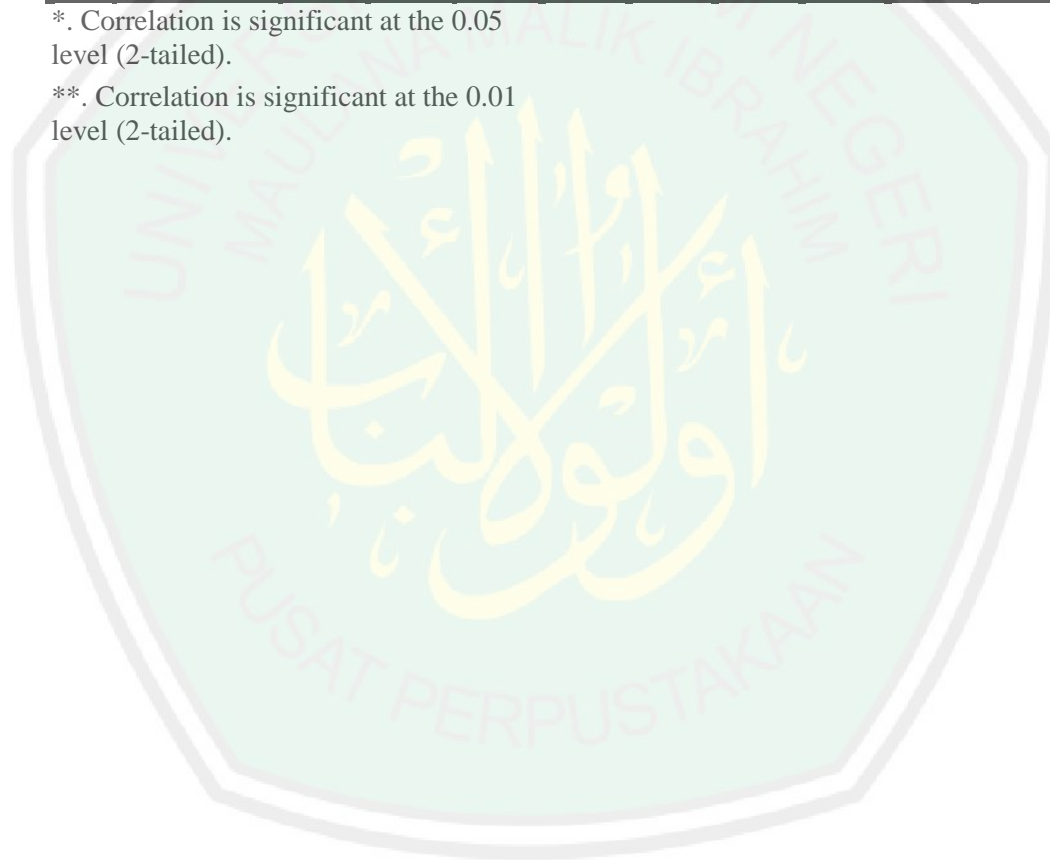 *. Correlation is significant at the 0.05
level (2-tailed).
**. Correlation is significant at the 0.01
level (2-tailed).
NEGERI
MAULANA MALIK IBRAHIM
PUSAT PERPUSTAKAAN